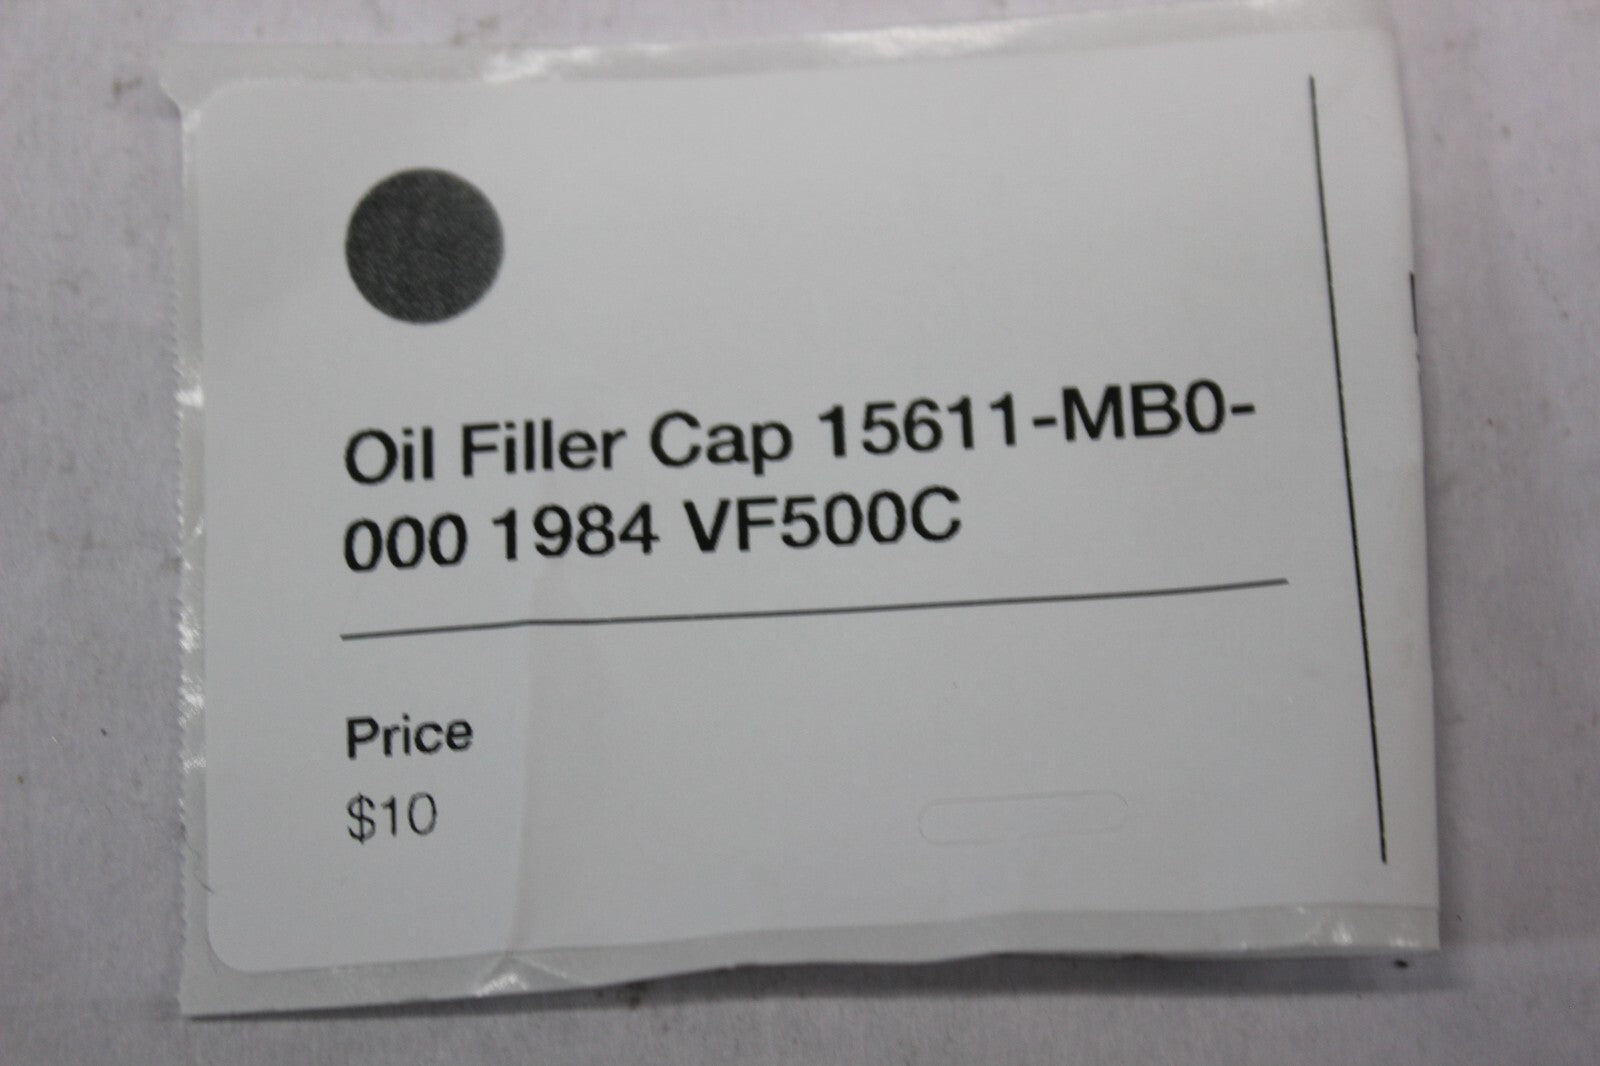 Oil Filler Cap 15611-MB0-
000 1984 VF500C
Price
$10